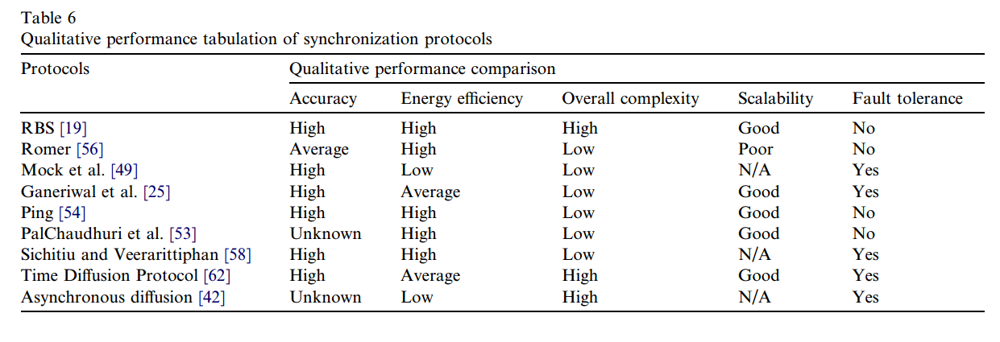 Table 6
Qualitative performance tabulation of synchronization protocols
Protocols Qualitative performance comparison
Accuracy Energy efficiency Overall complexity Scalability Fault tolerance
RBS [19] High High High Good No
Romer [56] Average High Low Poor No
Mock et al. [49] High Low Low N/A Yes
Ganeriwal et al. [25] High Average Low Good Yes
Ping [54] High High Low Good No
PalChaudhuri et al. [53] Unknown High Low Good No
Sichitiu and Veerarittiphan [58] High High Low N/A Yes
Time Diffusion Protocol [62] High Average High Good Yes
Asynchronous diffusion [42] Unknown Low High N/A Yes